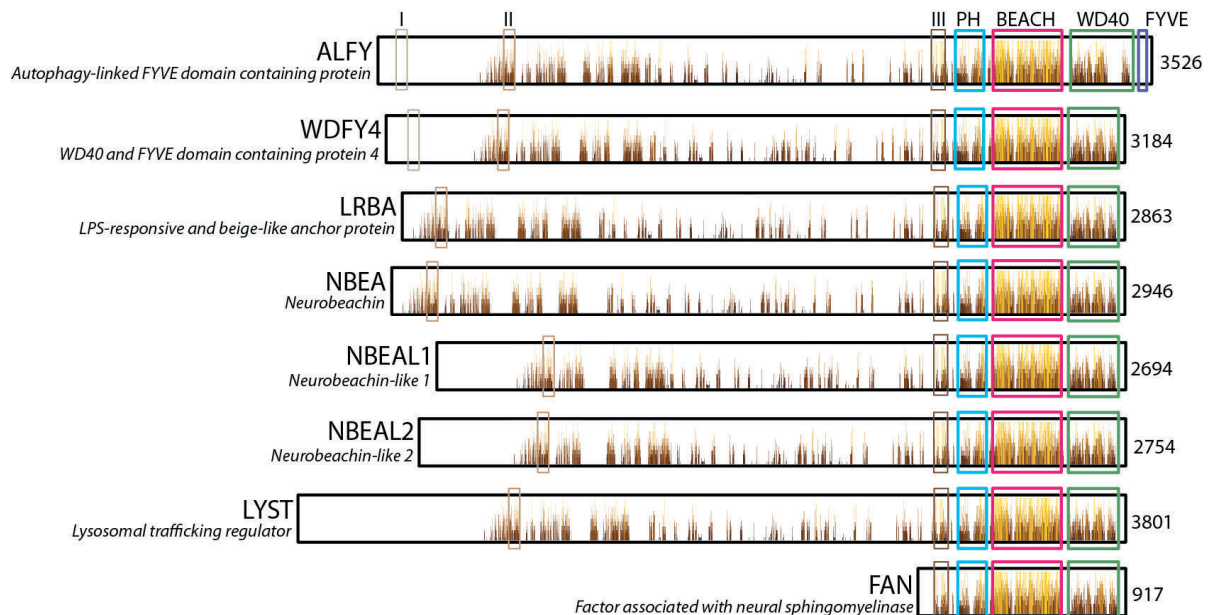 I II III PH BEACH WD40 FYVE
ALFY
Autophagy-linked FYVE domain containing protein
3526
WDFY4
WD40 and FYVE domain containing protein 4
3184
LRBA
LPS-responsive and beige-like anchor protein
2863
NBEA
Neurobeachin
2946
NBEAL1
Neurobeachin-like 1
2694
NBEAL2
Neurobeachin-like 2
2754
LYST
Lysosomal trafficking regulator
3801
FAN
Factor associated with neural sphingomyelinase
917